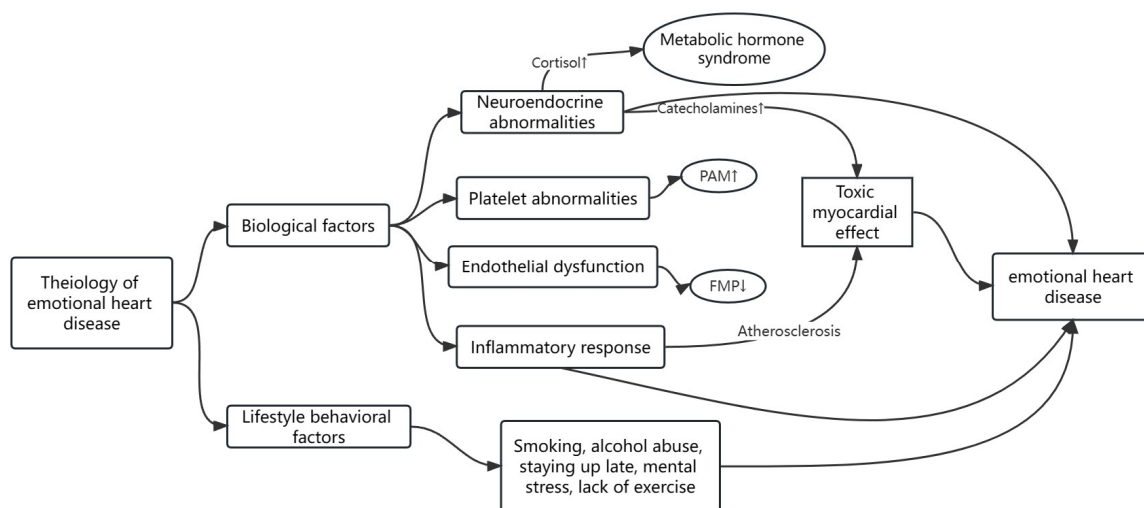 Metabolic hormone
syndrome
Cortisol↑
Neuroendocrine
abnormalities
Catecholamines↑
PAM↑
Platelet abnormalities
Toxic
myocardial
effect
Biological factors
Endothelial dysfunction
FMP↓
Theiology of
emotional heart
disease
emotional heart
disease
Atherosclerosis
Inflammatory response
Lifestyle behavioral
factors
Smoking, alcohol abuse,
staying up late, mental
stress, lack of exercise